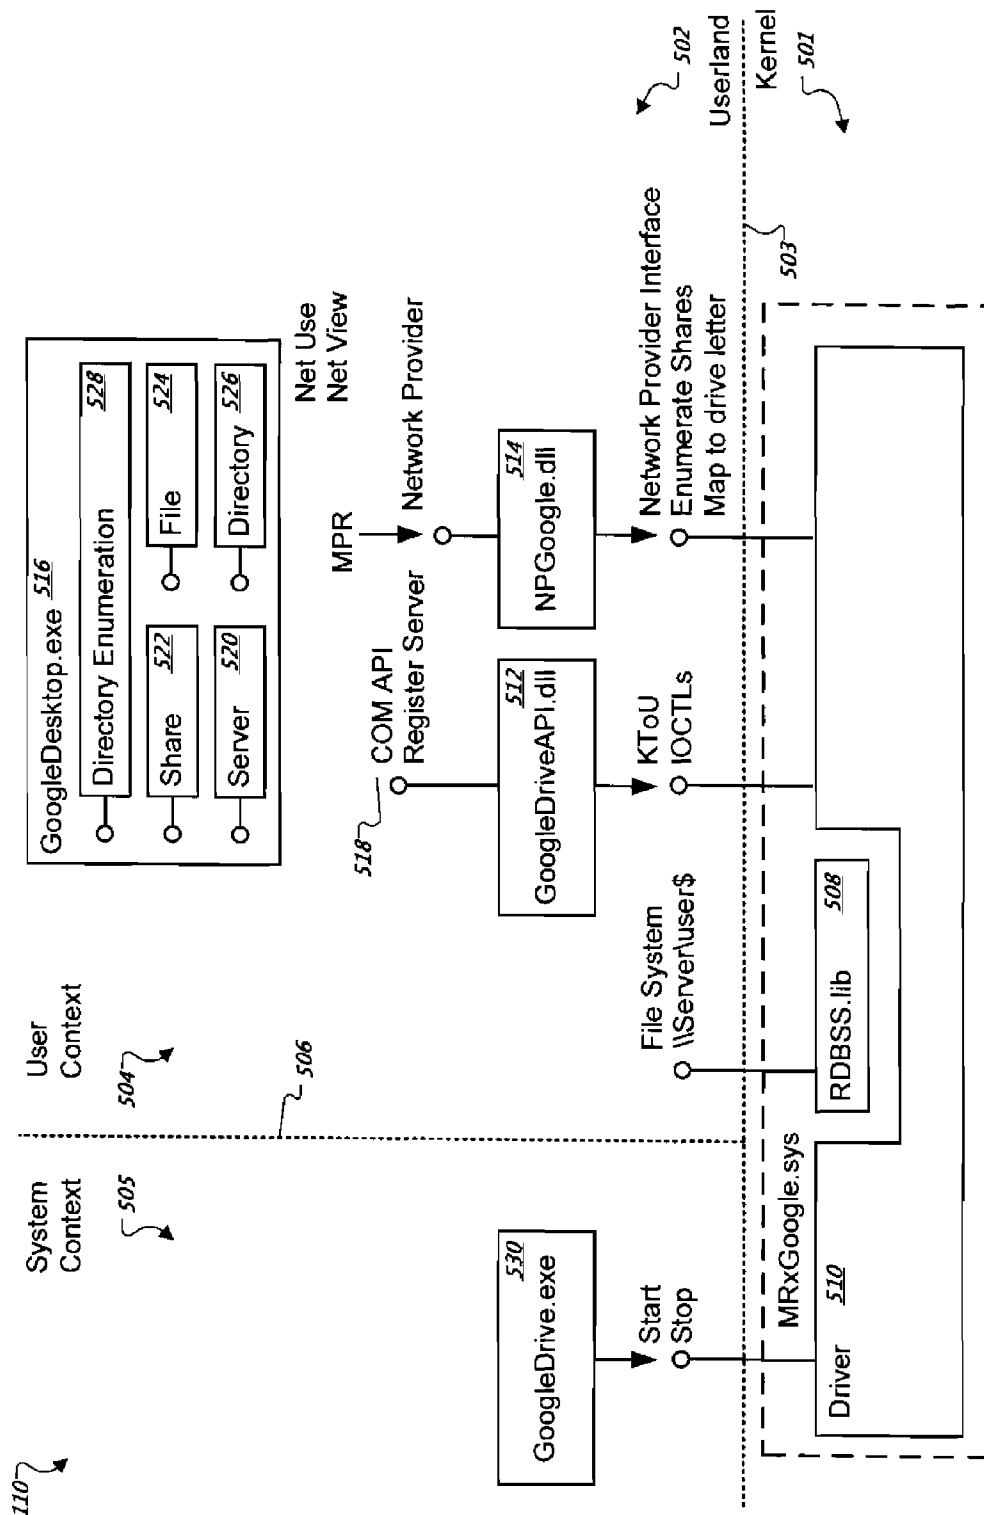 110
System
Context
505
User
Context
504
506
GoogleDesktop.exe 516
Directory Enumeration 528
Share 522
File 524
Server 520
Directory 526
Net Use
Net View
518
COM API
Register Server
MPR
Network Provider
GoogleDrive.exe
530
GoogleDriveAPI.dll
512
NPGoogle.dll
514
Start
Stop
File System
\\Server\user$
KToU
IOCTLs
Network Provider Interface
Enumerate Shares
Map to drive letter
502
Userland
503
Kernel
501
MRxGoogle.sys
Driver
510
RDBSS.lib
508